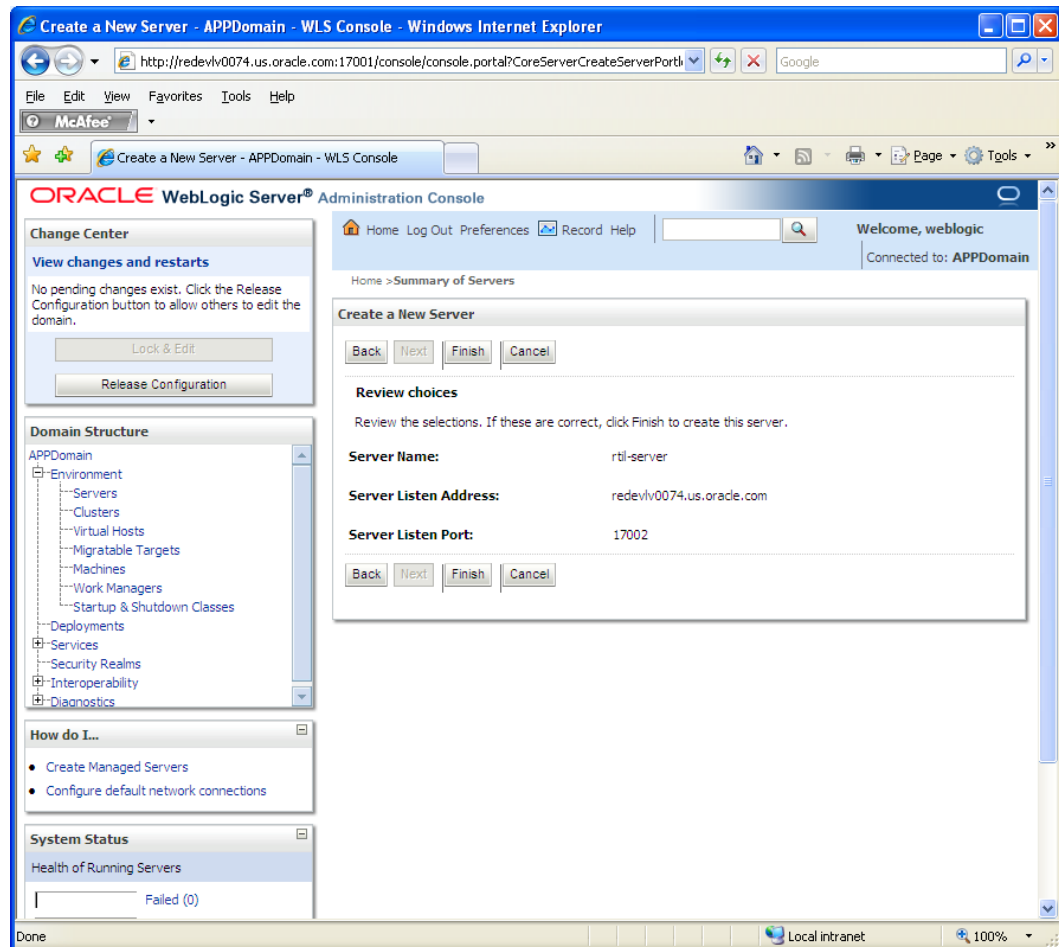 Create a New Server - APPDomain - WLS Console - Windows Internet Explorer
http://redevlv0074.us.oracle.com:17001/console/console.portal?CoreServerCreateServerPortl
Google
File Edit View Favorites Tools Help
McAfee
Create a New Server - APPDomain - WLS Console
Page Tools »
ORACLE WebLogic Server® Administration Console
Change Center
View changes and restarts
No pending changes exist. Click the Release
Configuration button to allow others to edit the
domain.
Lock & Edit
Release Configuration
Domain Structure
APPDomain
Environment
Servers
Clusters
Virtual Hosts
Migratable Targets
Machines
Work Managers
Startup & Shutdown Classes
Deployments
Services
Security Realms
Interoperability
Diagnostics
How do I...
Create Managed Servers
Configure default network connections
System Status
Health of Running Servers
Failed (0)
Home Log Out Preferences Record Help
Welcome, weblogic
Connected to: APPDomain
Home >Summary of Servers
Create a New Server
Back Next Finish Cancel
Review choices
Review the selections. If these are correct, click Finish to create this server.
Server Name: rtil-server
Server Listen Address: redevlv0074.us.oracle.com
Server Listen Port: 17002
Back Next Finish Cancel
Done Local intranet 100%